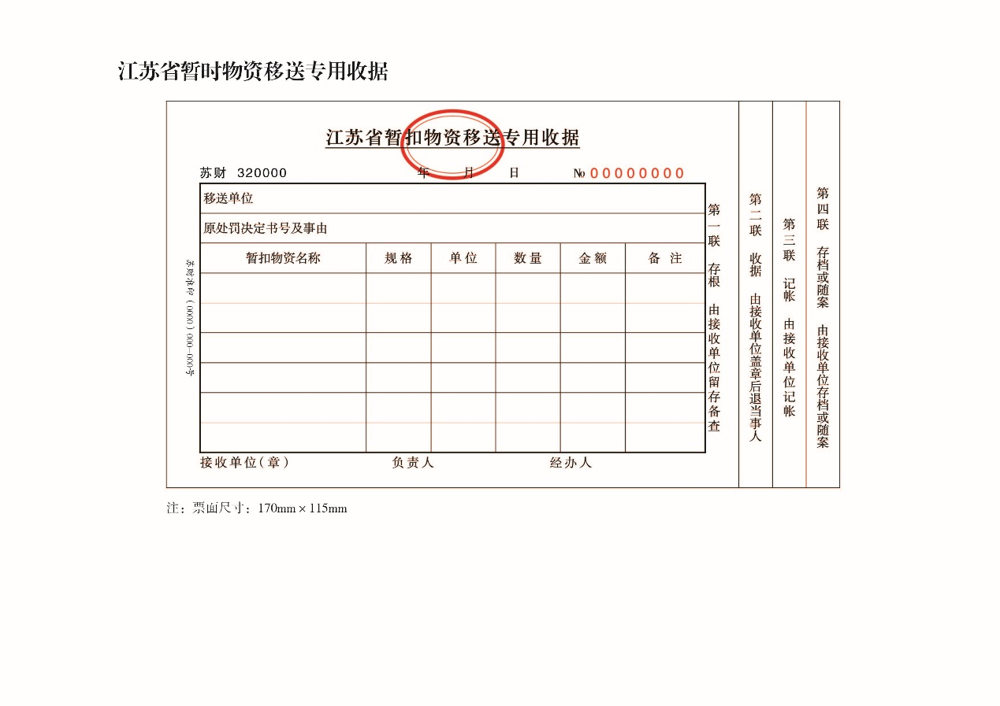 江苏省暂时物资移送专用收据
江苏省暂扣物资移送专用收据
苏财 320000 年 月 日 № 00000000
移送单位
原处罚决定书号及事由
暂扣物资名称 规格 单位 数量 金额 备注
接收单位(章) 负责人 经办人
苏财准印(0000)000—000号
第一联 存根 由接收单位留存备查
第二联 收据 由接收单位盖章后退当事人
第三联 记帐 由接收单位记帐
第四联 存档或随案 由接收单位存档或随案
注：票面尺寸：170mm×115mm